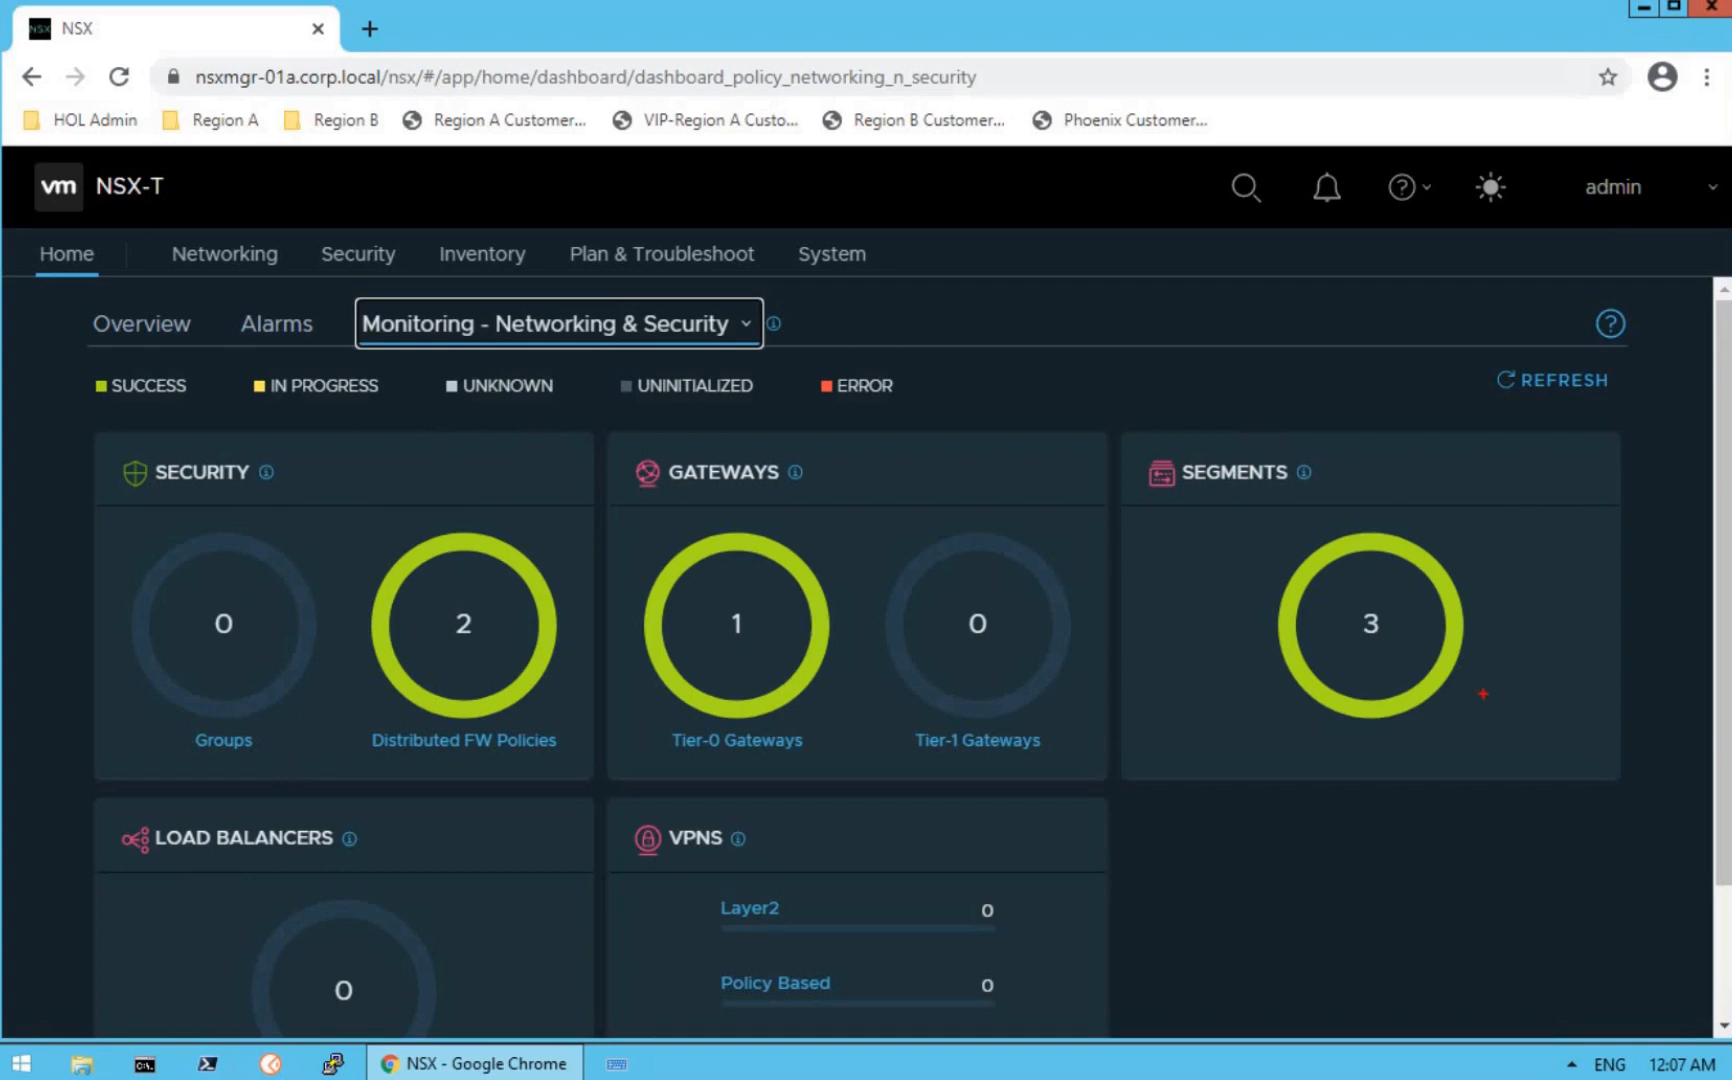 NSX
nsxmgr-01a.corp.local/nsx/#/app/home/dashboard/dashboard_policy_networking_n_security
HOL Admin Region A Region B Region A Customer... VIP-Region A Custo... Region B Customer... Phoenix Customer...
vm NSX-T admin
Home Networking Security Inventory Plan & Troubleshoot System
Overview Alarms Monitoring - Networking & Security
SUCCESS IN PROGRESS UNKNOWN UNINITIALIZED ERROR REFRESH
SECURITY GATEWAYS SEGMENTS
0 2 1 0 3
Groups Distributed FW Policies Tier-0 Gateways Tier-1 Gateways
LOAD BALANCERS VPNS
Layer2 0
Policy Based 0
0
NSX - Google Chrome ENG 12:07 AM